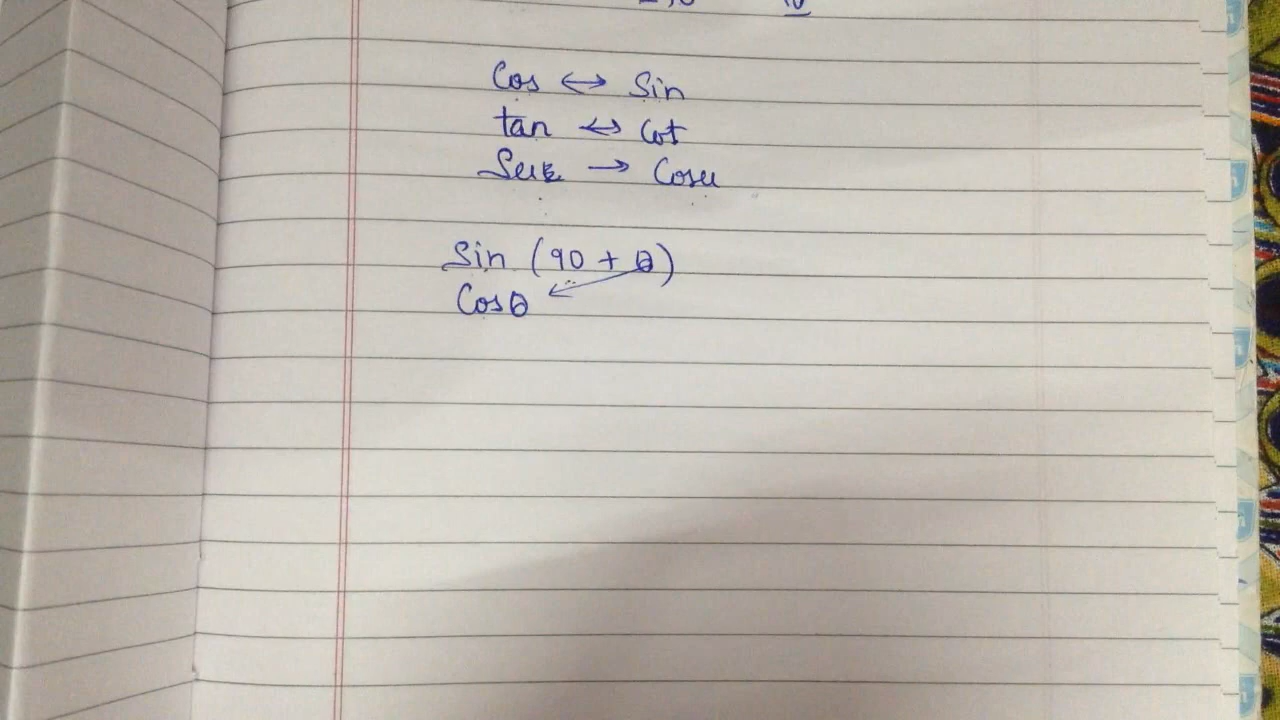 Cos ↔ Sin
tan ↔ Cot
Sec → Cosec
Sin (90 + θ)
Cosθ